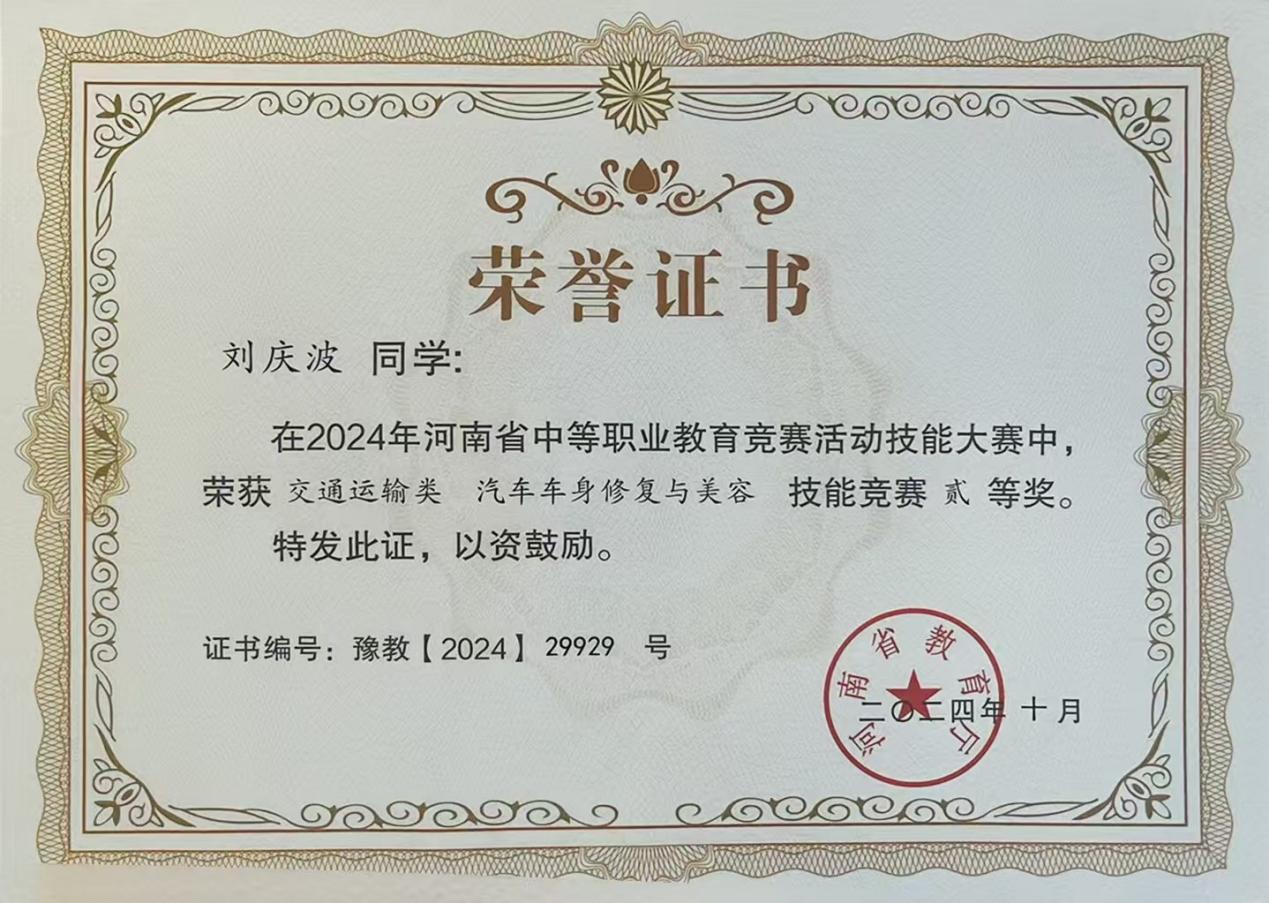 荣誉证书
刘庆波 同学:
在2024年河南省中等职业教育竞赛活动技能大赛中，
荣获 交通运输类 汽车车身修复与美容 技能竞赛 贰 等奖。
特发此证，以资鼓励。
证书编号：豫教【2024】29929 号
河南省教育厅
二〇二四年 十 月